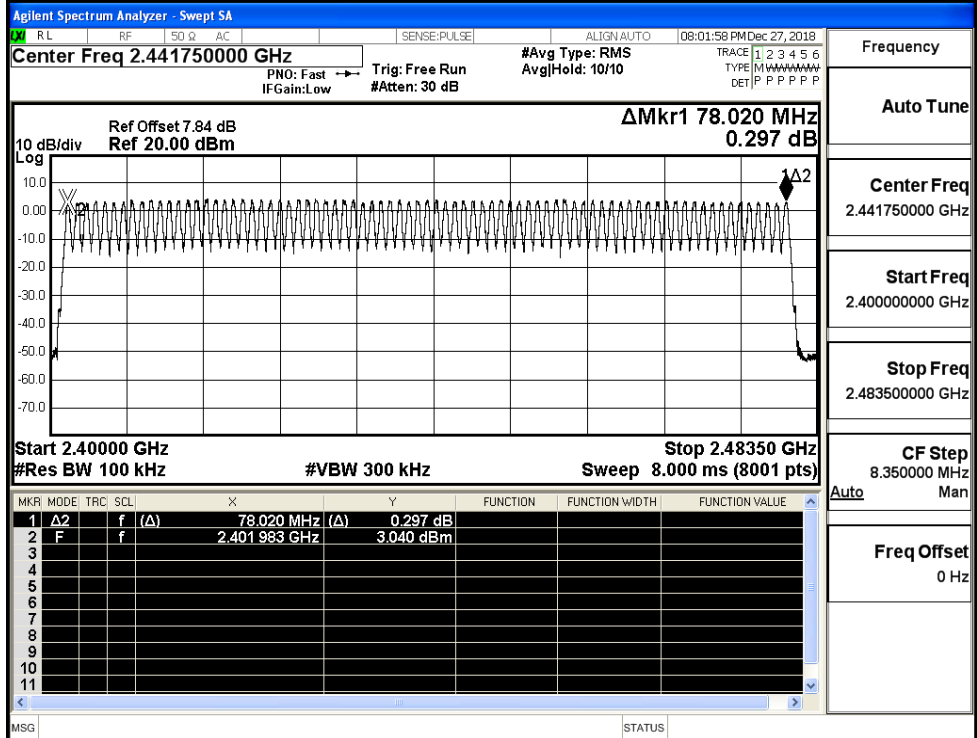 Agilent Spectrum Analyzer - Swept SA
LXI RL RF 50 Ω AC SENSE:PULSE ALIGN AUTO 08:01:58 PM Dec 27, 2018
Center Freq 2.441750000 GHz
PNO: Fast
IFGain:Low
Trig: Free Run
#Atten: 30 dB
#Avg Type: RMS
Avg|Hold: 10/10
TRACE 1 2 3 4 5 6
TYPE M
DET P P P P P P
Frequency
Auto Tune
Center Freq
2.441750000 GHz
Start Freq
2.400000000 GHz
Stop Freq
2.483500000 GHz
CF Step
8.350000 MHz
Auto Man
Freq Offset
0 Hz
ΔMkr1 78.020 MHz
0.297 dB
Ref Offset 7.84 dB
10 dB/div Ref 20.00 dBm
Log
10.0
0.00
-10.0
-20.0
-30.0
-40.0
-50.0
-60.0
-70.0
1Δ2
2
Start 2.40000 GHz Stop 2.48350 GHz
#Res BW 100 kHz #VBW 300 kHz Sweep 8.000 ms (8001 pts)
MKR MODE TRC SCL X Y FUNCTION FUNCTION WIDTH FUNCTION VALUE
1 Δ2 f (Δ) 78.020 MHz (Δ) 0.297 dB
2 F f 2.401 983 GHz 3.040 dBm
3
4
5
6
7
8
9
10
11
MSG STATUS